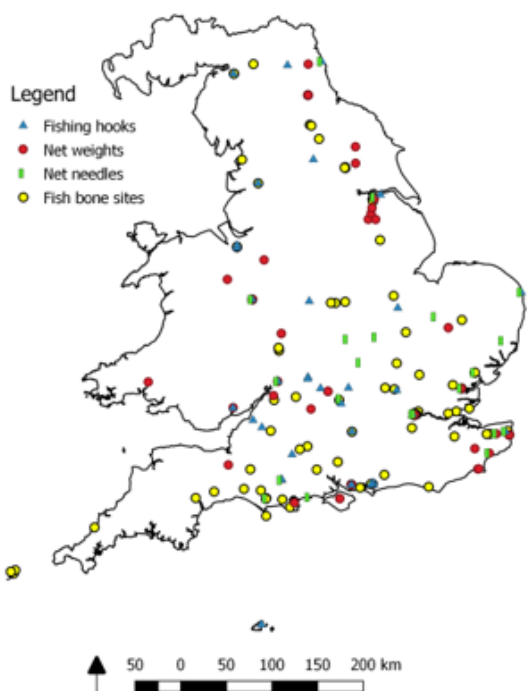 Legend
Fishing hooks
Net weights
Net needles
Fish bone sites
50 0 50 100 150 200 km